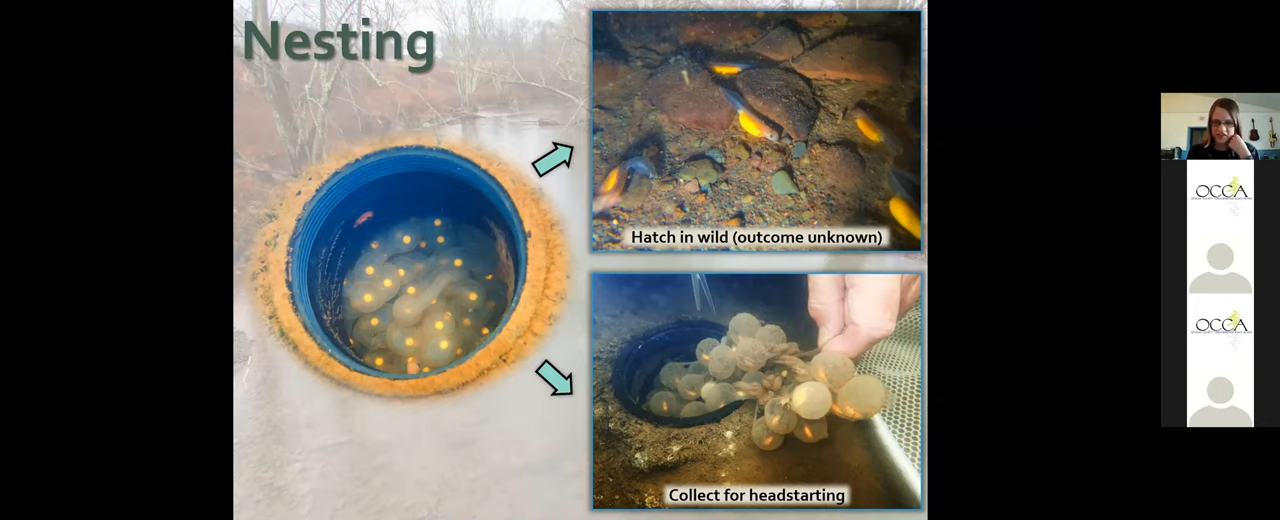 Nesting
Hatch in wild (outcome unknown)
Collect for headstarting
OCCA
OCCA